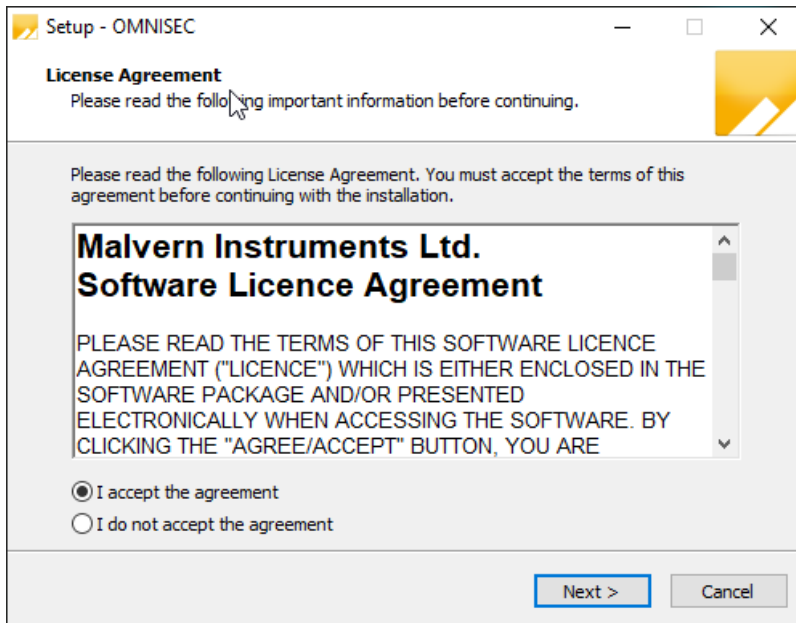 Setup - OMNISEC
License Agreement
Please read the following important information before continuing.
Please read the following License Agreement. You must accept the terms of this
agreement before continuing with the installation.
Malvern Instruments Ltd.
Software Licence Agreement
PLEASE READ THE TERMS OF THIS SOFTWARE LICENCE
AGREEMENT ("LICENCE") WHICH IS EITHER ENCLOSED IN THE
SOFTWARE PACKAGE AND/OR PRESENTED
ELECTRONICALLY WHEN ACCESSING THE SOFTWARE. BY
CLICKING THE "AGREE/ACCEPT" BUTTON, YOU ARE
I accept the agreement
I do not accept the agreement
Next >
Cancel